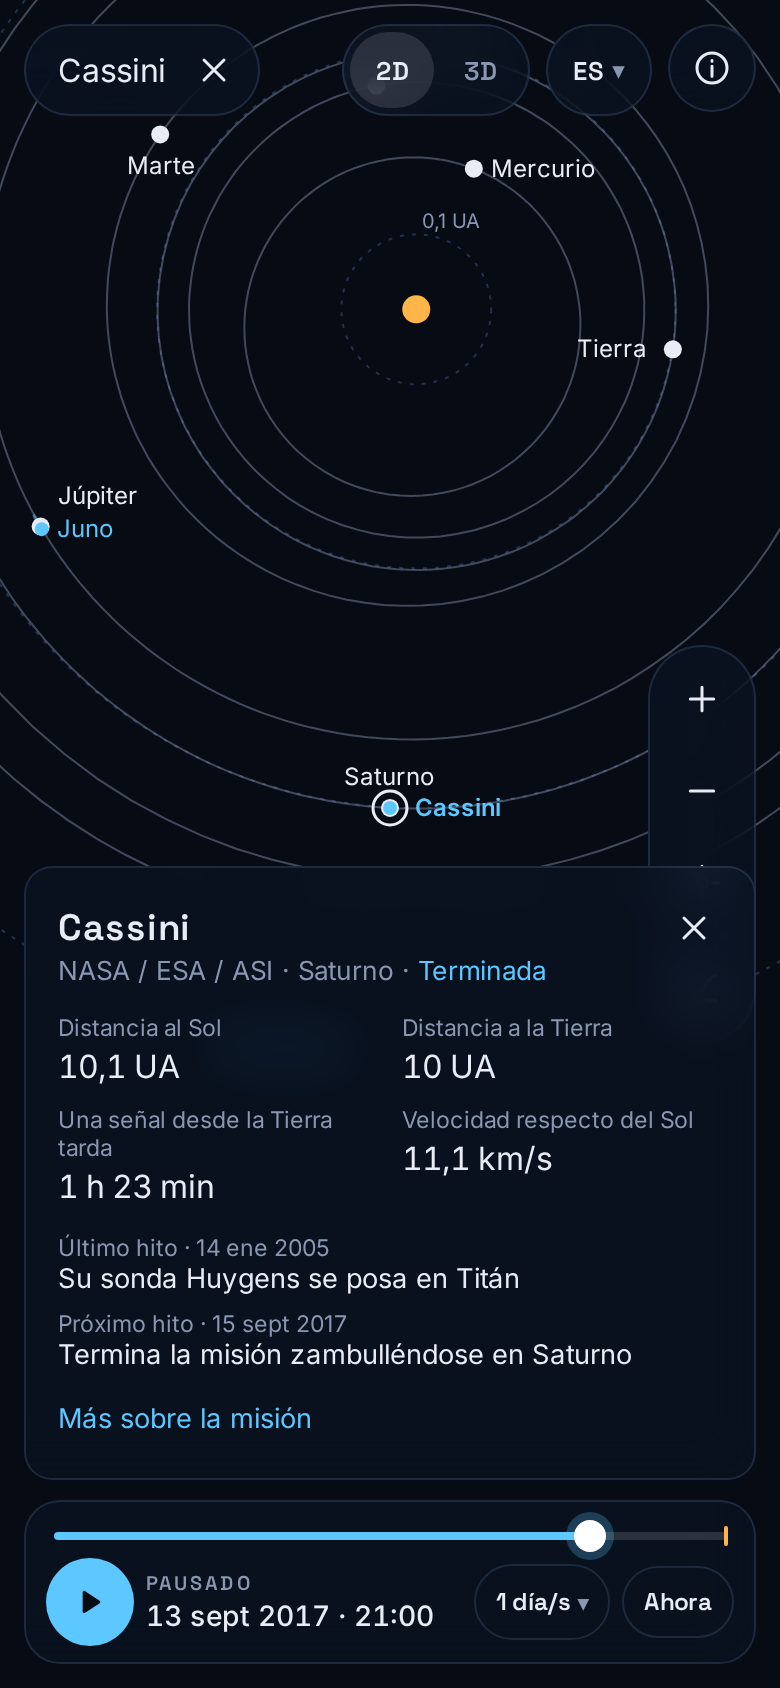 Cassini
2D 3D
ES ▾
Marte
Mercurio
0,1 UA
Tierra
Júpiter
Juno
Saturno
Cassini
Cassini
NASA / ESA / ASI · Saturno · Terminada
Distancia al Sol
10,1 UA
Distancia a la Tierra
10 UA
Una señal desde la Tierra
tarda
1 h 23 min
Velocidad respecto del Sol
11,1 km/s
Último hito · 14 ene 2005
Su sonda Huygens se posa en Titán
Próximo hito · 15 sept 2017
Termina la misión zambulléndose en Saturno
Más sobre la misión
PAUSADO
13 sept 2017 · 21:00
1 día/s ▾
Ahora